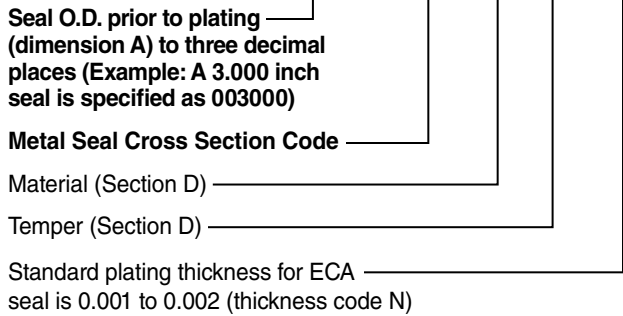 Seal O.D. prior to plating
(dimension A) to three decimal
places (Example: A 3.000 inch
seal is specified as 003000)
Metal Seal Cross Section Code
Material (Section D)
Temper (Section D)
Standard plating thickness for ECA
seal is 0.001 to 0.002 (thickness code N)